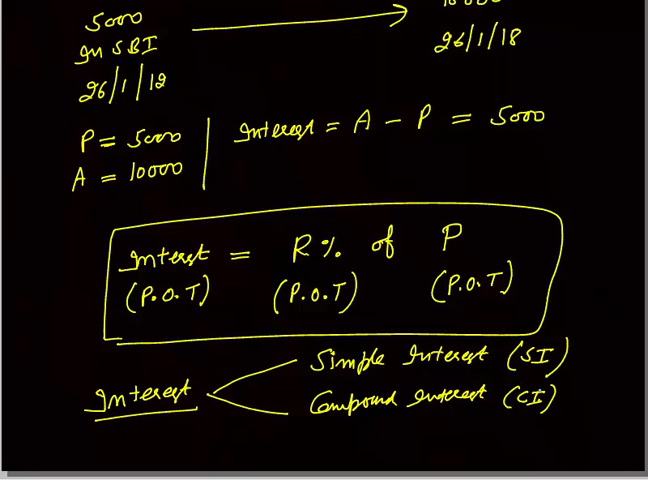 5000
In SBI 26/1/18
26/1/12
P = 5000 Interest = A - P = 5000
A = 10000
Interest = R% of P
(P.O.T) (P.O.T) (P.O.T)
Simple Interest (SI)
Interest
Compound Interest (CI)